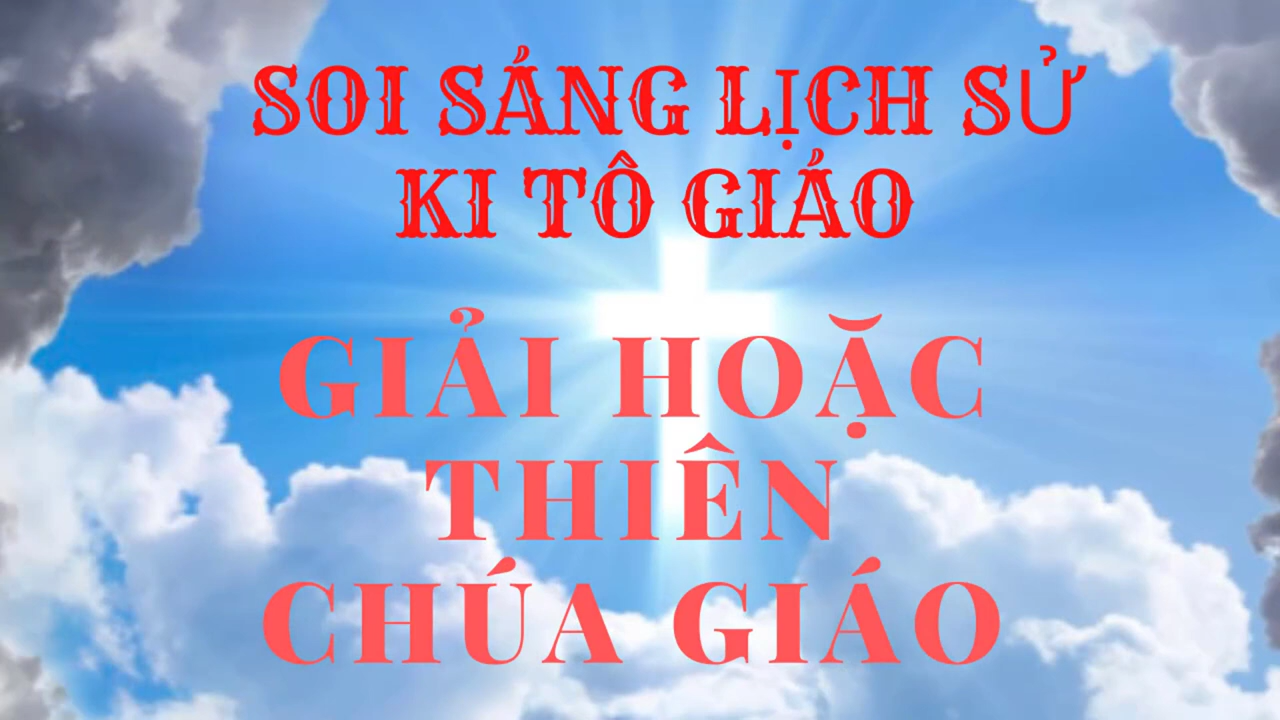 SOI SÁNG LỊCH SỬ
KI TÔ GIÁO
GIẢI HOẶC
THIÊN
CHÚA GIÁO